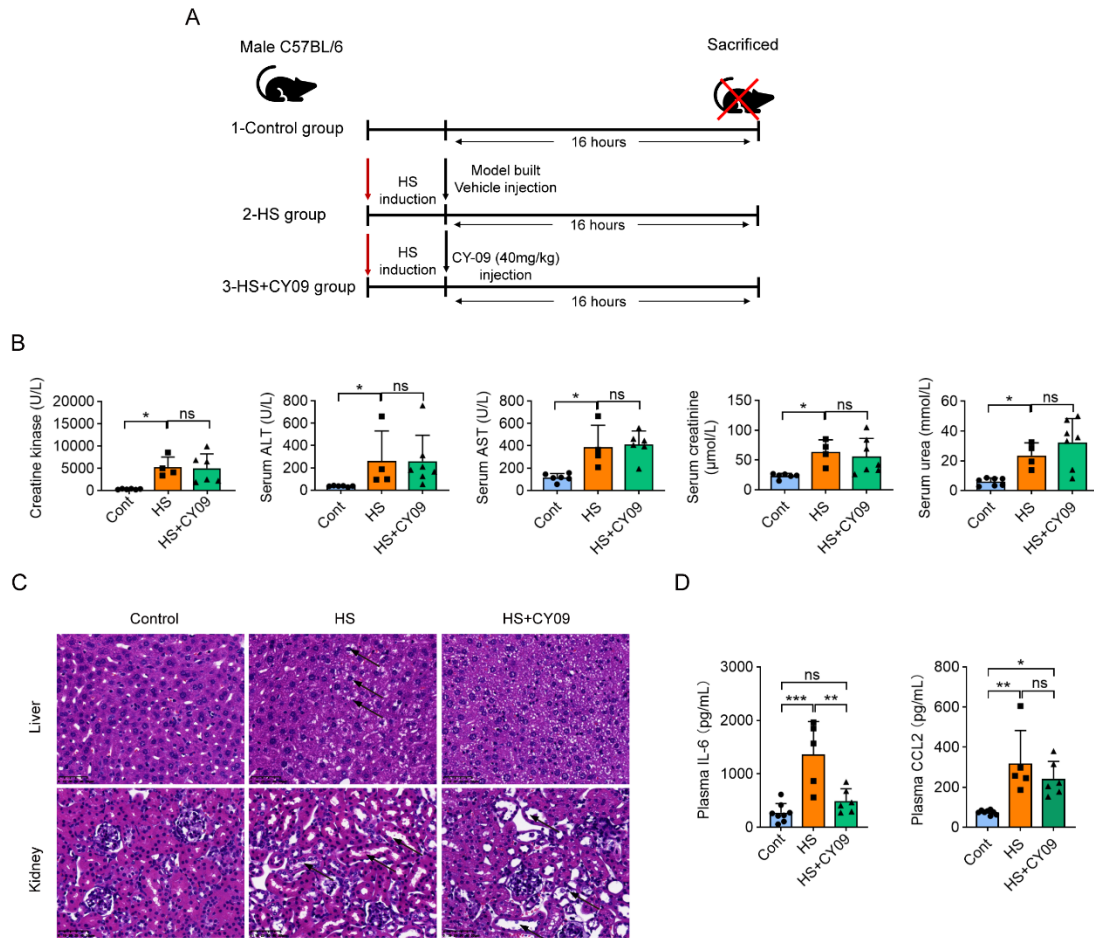 A
Male C57BL/6
Sacrificed
1-Control group
16 hours
HS
induction
Model built
Vehicle injection
2-HS group
16 hours
HS
induction
CY-09 (40mg/kg)
injection
3-HS+CY09 group
16 hours
B
Creatine kinase (U/L)
20000
15000
10000
5000
0
*
ns
Cont
HS
HS+CY09
Serum ALT (U/L)
800
600
400
200
0
*
ns
Cont
HS
HS+CY09
Serum AST (U/L)
800
600
400
200
0
*
ns
Cont
HS
HS+CY09
Serum creatinine
(μmol/L)
150
100
50
0
*
ns
Cont
HS
HS+CY09
Serum urea (mmol/L)
60
40
20
0
*
ns
Cont
HS
HS+CY09
C
Control
HS
HS+CY09
Liver
Kidney
D
Plasma IL-6 (pg/mL)
3000
2000
1000
0
ns
***
**
Cont
HS
HS+CY09
Plasma CCL2 (pg/mL)
800
600
400
200
0
*
**
ns
Cont
HS
HS+CY09